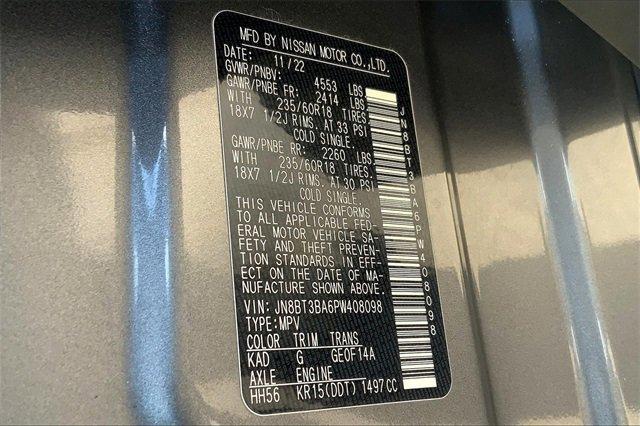 MFD BY NISSAN MOTOR CO.,LTD.
DATE: 11/22
GVWR/PNBV: 4553 LBS
GAWR/PNBE FR: 2414 LBS
WITH 235/60R18 TIRES.
18X7 1/2J RIMS. AT 33 PSI
COLD SINGLE.
GAWR/PNBE RR: 2260 LBS
WITH 235/60R18 TIRES.
18X7 1/2J RIMS. AT 30 PSI
COLD SINGLE.
THIS VEHICLE CONFORMS
TO ALL APPLICABLE FED-
ERAL MOTOR VEHICLE SA-
FETY AND THEFT PREVEN-
TION STANDARDS IN EFF-
ECT ON THE DATE OF MA-
NUFACTURE SHOWN ABOVE.
VIN: JN8BT3BA6PW408098
TYPE:MPV
COLOR TRIM TRANS
KAD G GEOF14A
AXLE ENGINE
HH56 KR15(DDT) 1497CC
JN8BT3BA6PW408098